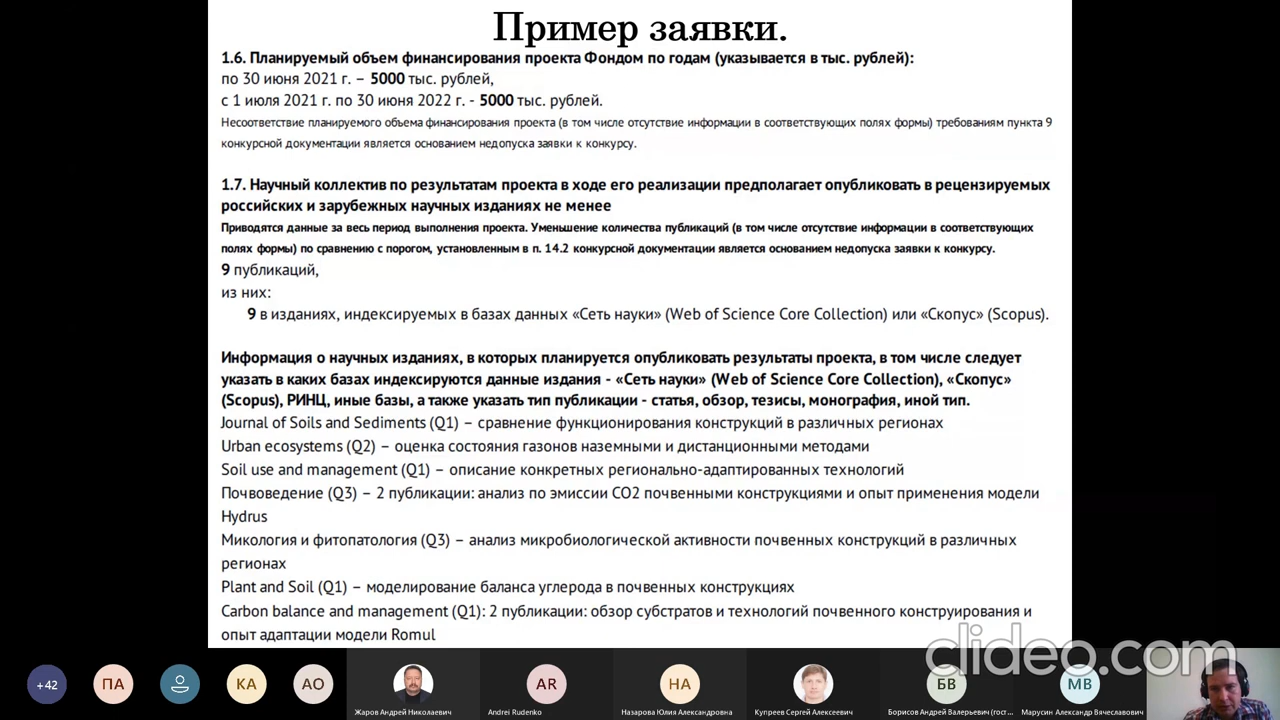 Пример заявки.
1.6. Планируемый объем финансирования проекта Фондом по годам (указывается в тыс. рублей):
по 30 июня 2021 г. – 5000 тыс. рублей,
с 1 июля 2021 г. по 30 июня 2022 г. - 5000 тыс. рублей.
Несоответствие планируемого объема финансирования проекта (в том числе отсутствие информации в соответствующих полях формы) требованиям пункта 9
конкурсной документации является основанием недопуска заявки к конкурсу.
1.7. Научный коллектив по результатам проекта в ходе его реализации предполагает опубликовать в рецензируемых
российских и зарубежных научных изданиях не менее
Приводятся данные за весь период выполнения проекта. Уменьшение количества публикаций (в том числе отсутствие информации в соответствующих
полях формы) по сравнению с порогом, установленным в п. 14.2 конкурсной документации является основанием недопуска заявки к конкурсу.
9 публикаций,
из них:
9 в изданиях, индексируемых в базах данных «Сеть науки» (Web of Science Core Collection) или «Скопус» (Scopus).
Информация о научных изданиях, в которых планируется опубликовать результаты проекта, в том числе следует
указать в каких базах индексируются данные издания - «Сеть науки» (Web of Science Core Collection), «Скопус»
(Scopus), РИНЦ, иные базы, а также указать тип публикации - статья, обзор, тезисы, монография, иной тип.
Journal of Soils and Sediments (Q1) – сравнение функционирования конструкций в различных регионах
Urban ecosystems (Q2) – оценка состояния газонов наземными и дистанционными методами
Soil use and management (Q1) – описание конкретных регионально-адаптированных технологий
Почвоведение (Q3) – 2 публикации: анализ по эмиссии СО2 почвенными конструкциями и опыт применения модели
Hydrus
Микология и фитопатология (Q3) – анализ микробиологической активности почвенных конструкций в различных
регионах
Plant and Soil (Q1) – моделирование баланса углерода в почвенных конструкциях
Carbon balance and management (Q1): 2 публикации: обзор субстратов и технологий почвенного конструирования и
опыт адаптации модели Romul
clideo.com
+42 ПА КА АО AR НА БВ МВ
Жаров Андрей Николаевич Andrei Rudenko Назарова Юлия Александровна Купреев Сергей Алексеевич Борисов Андрей Валерьевич (гост... Марусин Александр Вячеславович